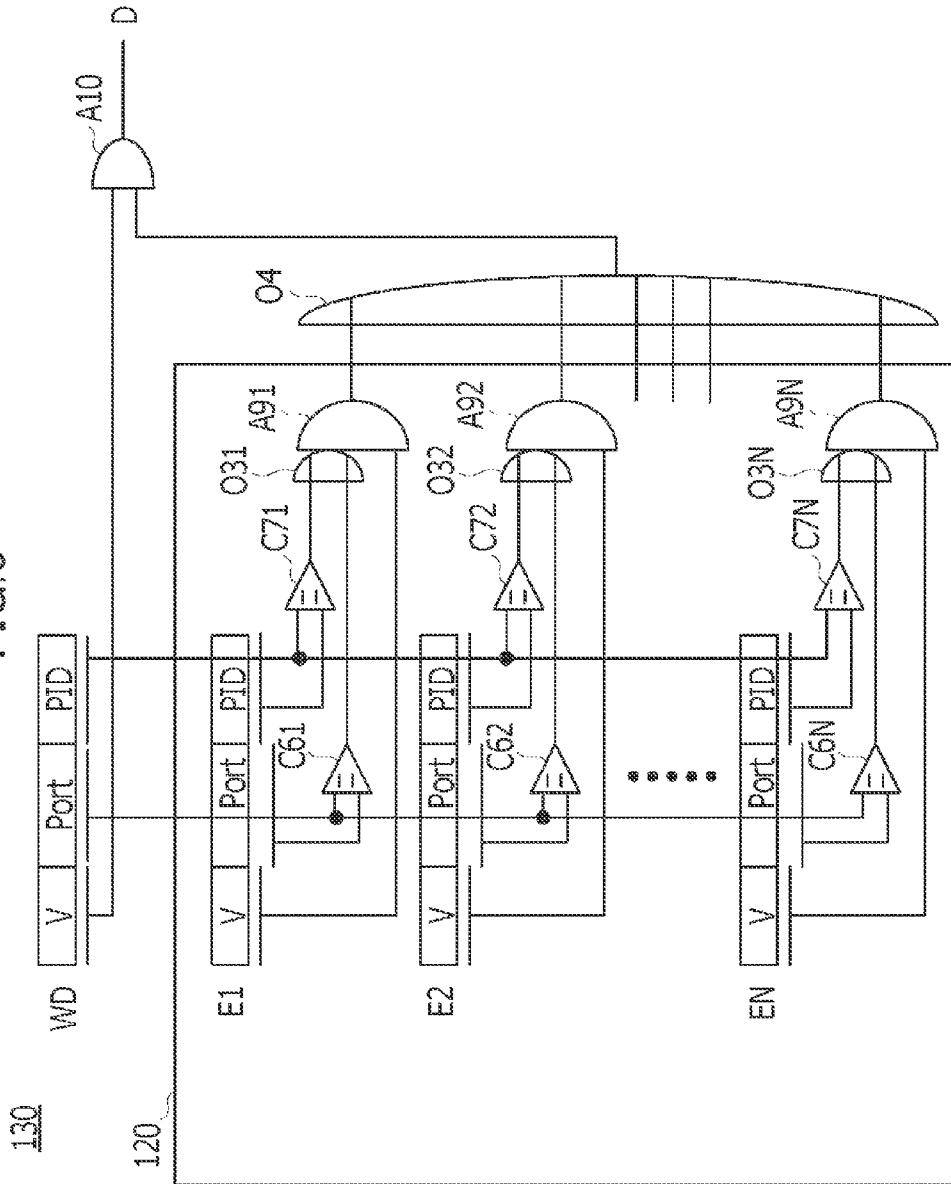 130
WD
V Port PID
A10
D
120
E1
V Port PID
C61
C71
O31
A91
O4
E2
V Port PID
C62
C72
O32
A92
EN
V Port PID
C6N
C7N
O3N
A9N